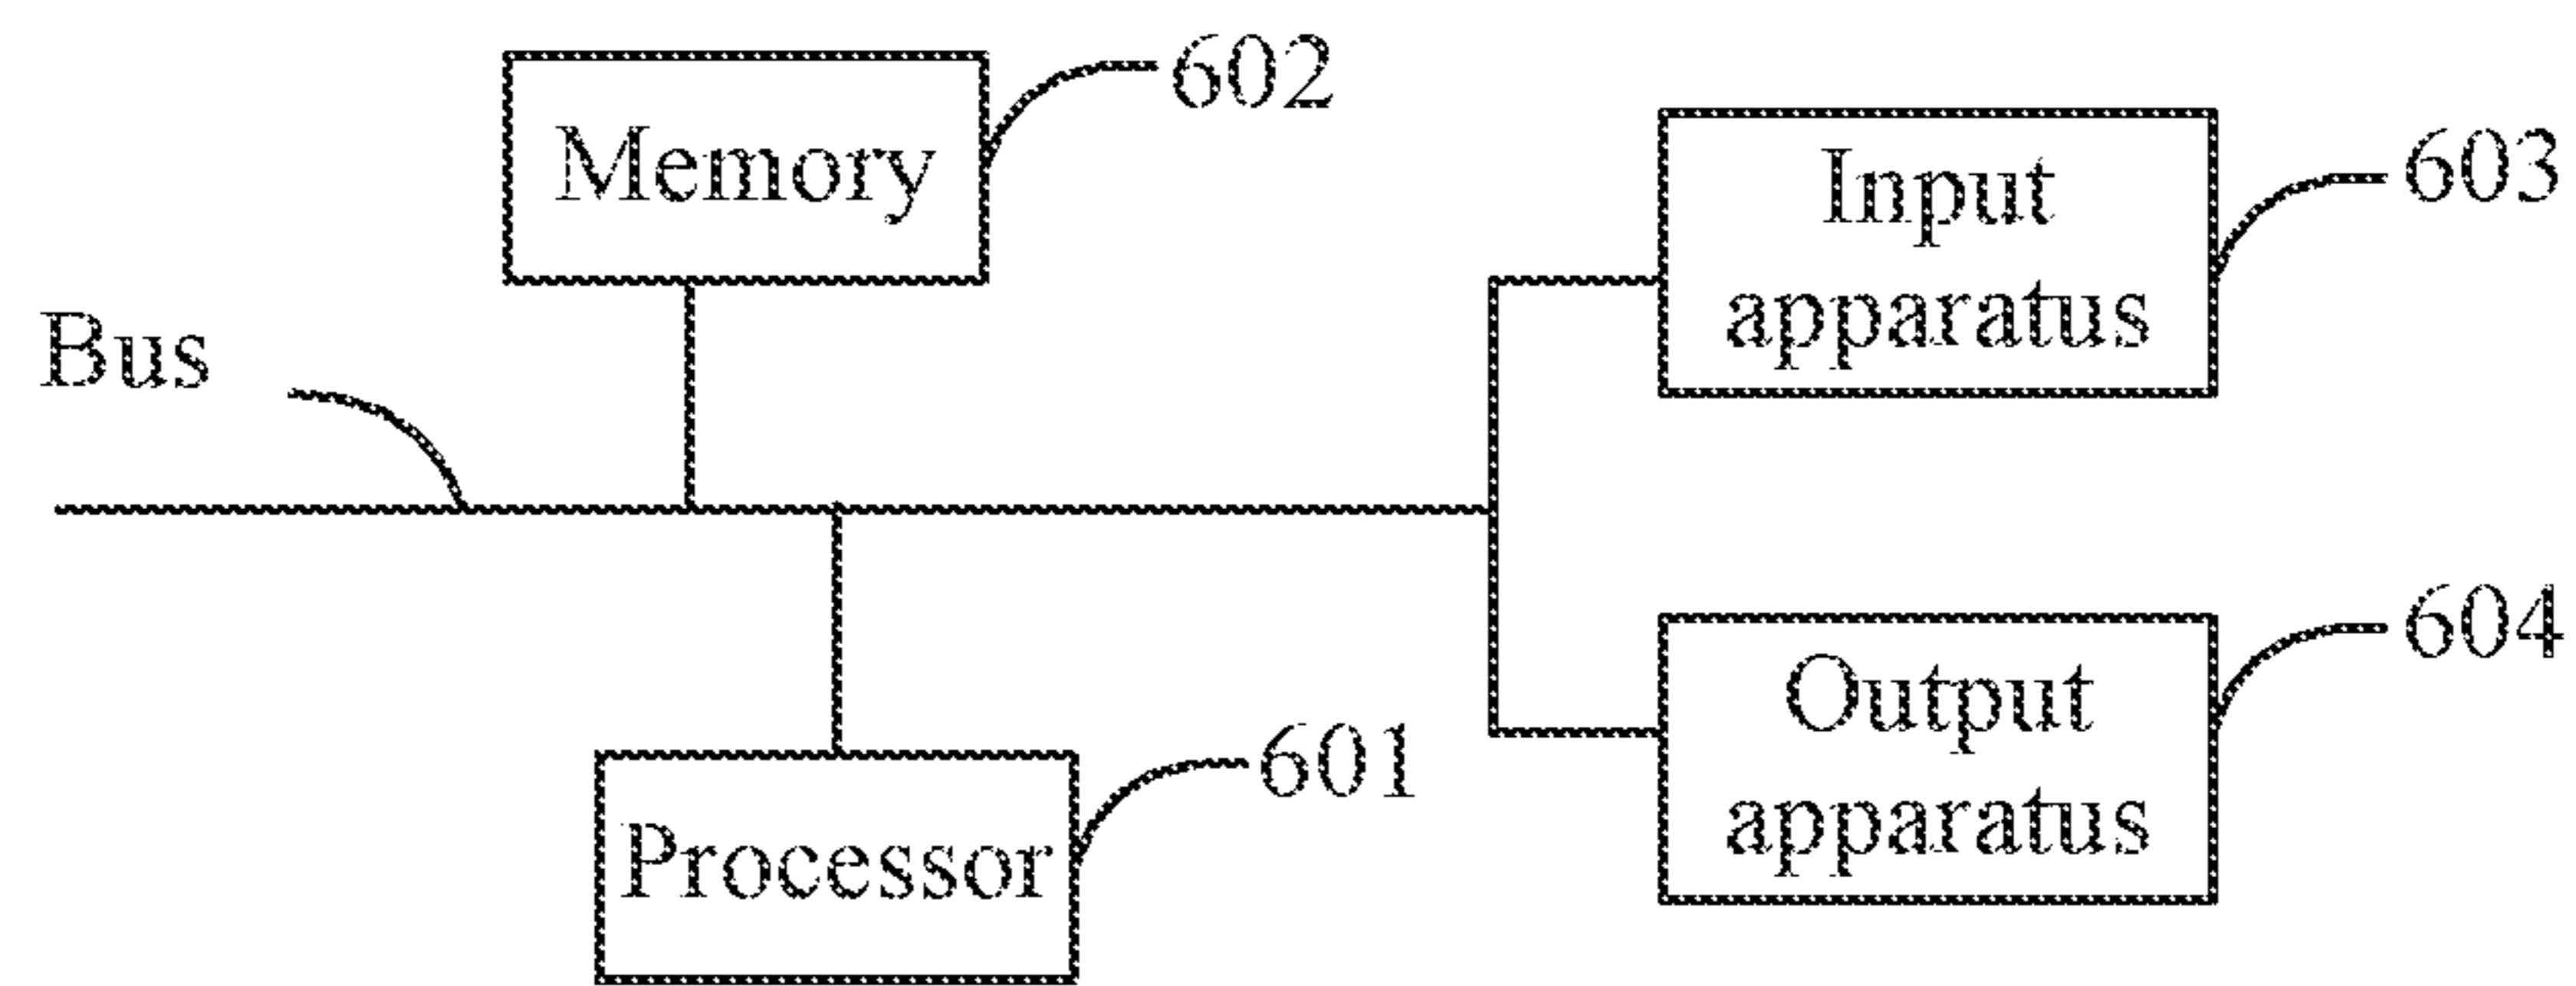 602
Memory
Input
apparatus
603
Bus
Output
apparatus
604
601
Processor